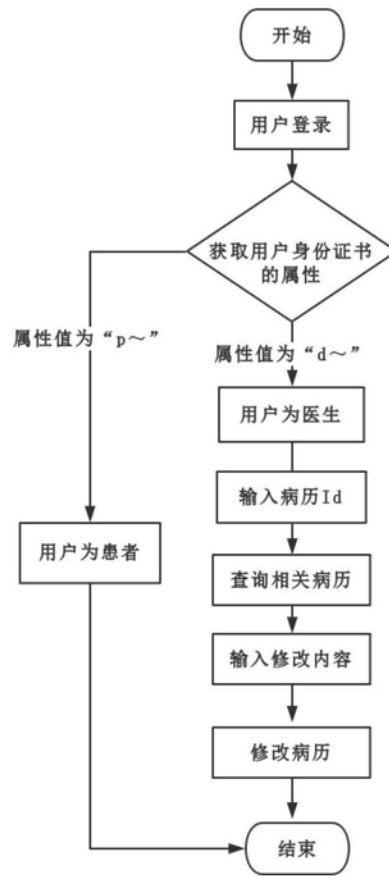 开始
用户登录
获取用户身份证书
的属性
属性值为“p～”
属性值为“d～”
用户为医生
输入病历Id
用户为患者
查询相关病历
输入修改内容
修改病历
结束